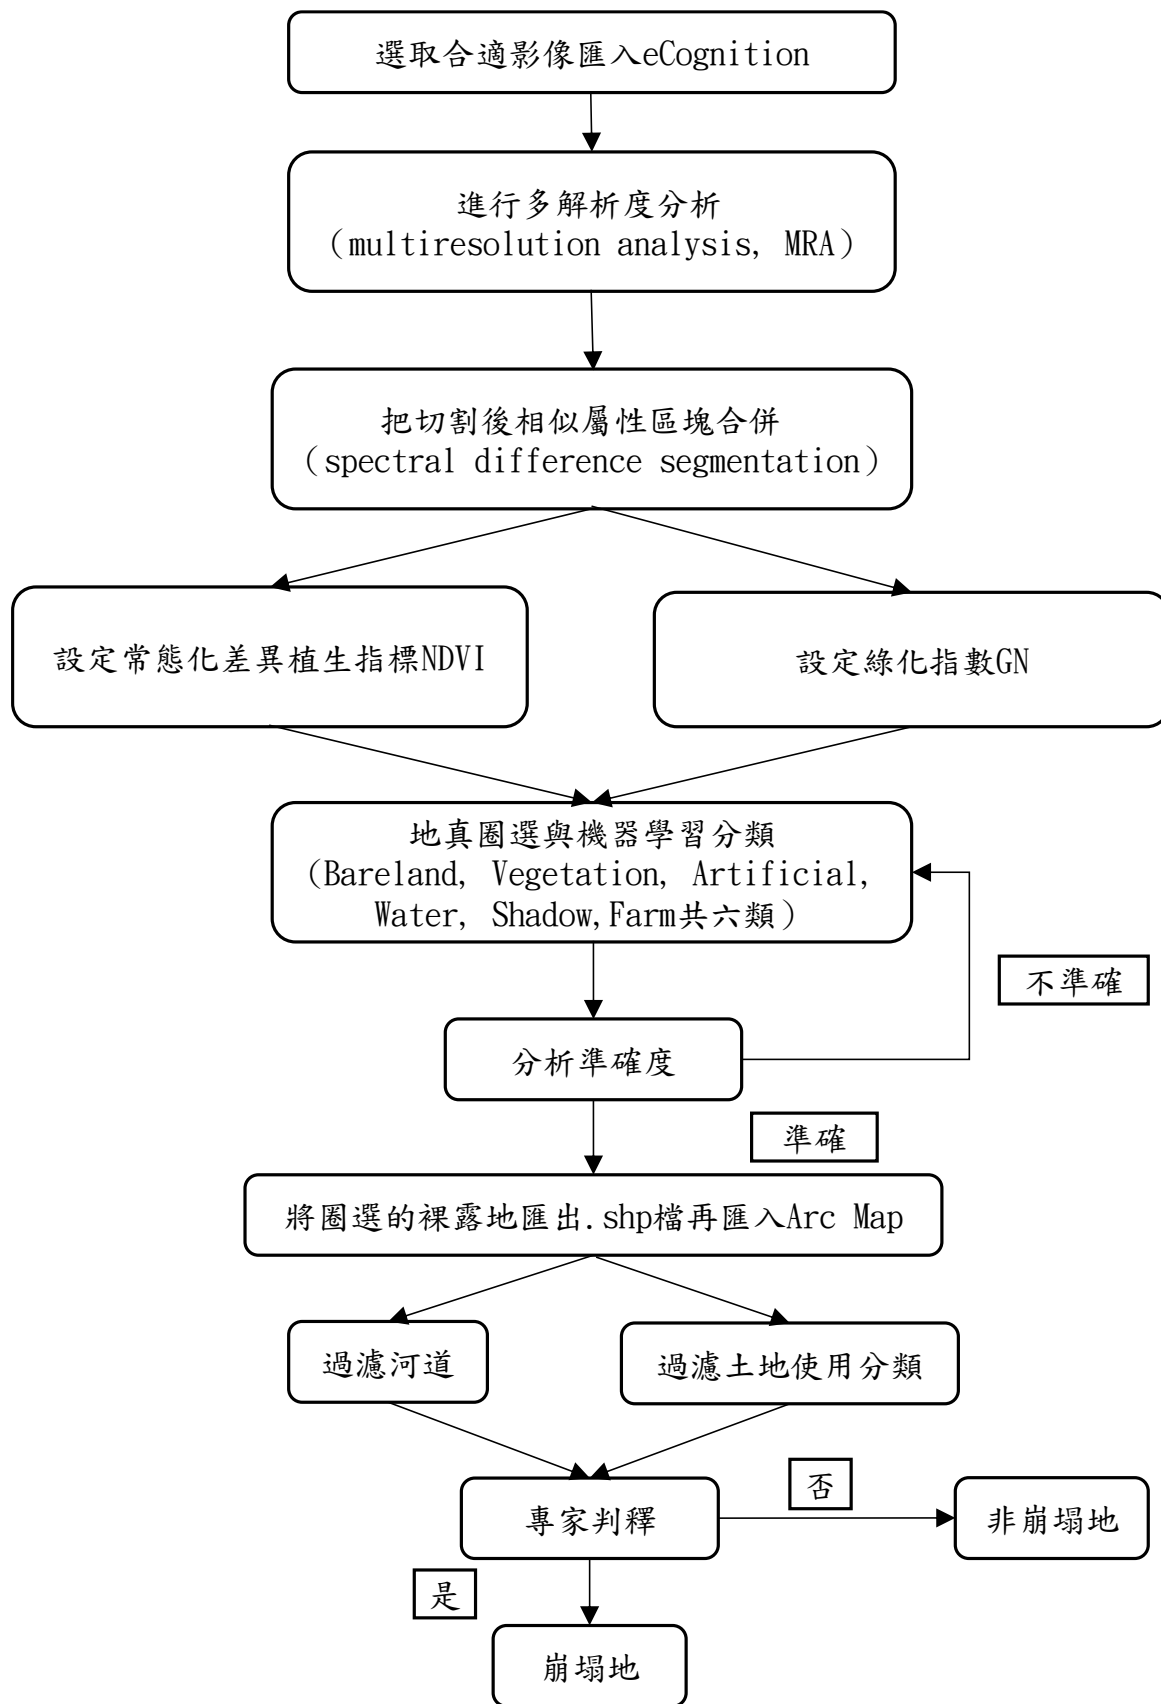 選取合適影像匯入eCognition
進行多解析度分析
（multiresolution analysis, MRA）
把切割後相似屬性區塊合併
（spectral difference segmentation）
設定常態化差異植生指標NDVI
設定綠化指數GN
地真圈選與機器學習分類
(Bareland, Vegetation, Artificial,
Water, Shadow,Farm共六類）
不準確
分析準確度
準確
將圈選的裸露地匯出.shp檔再匯入Arc Map
過濾河道
過濾土地使用分類
否
專家判釋
非崩塌地
是
崩塌地